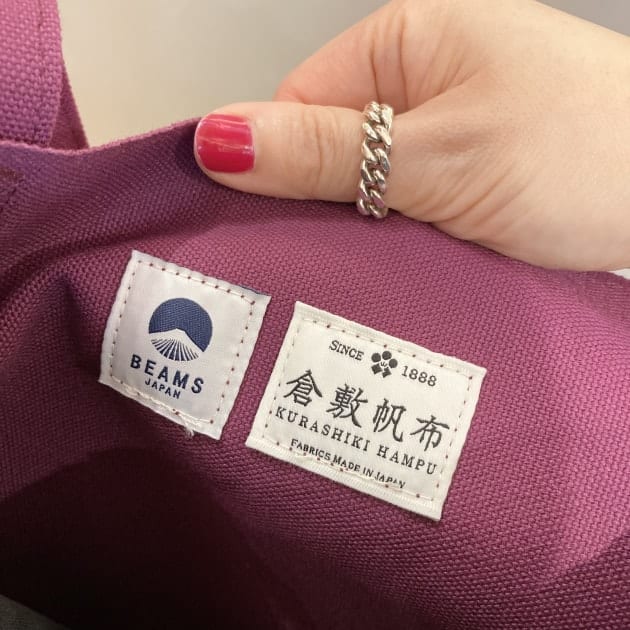 BEAMS
JAPAN
SINCE 1888
倉敷帆布
KURASHIKI HAMPU
FABRICS MADE IN JAPAN